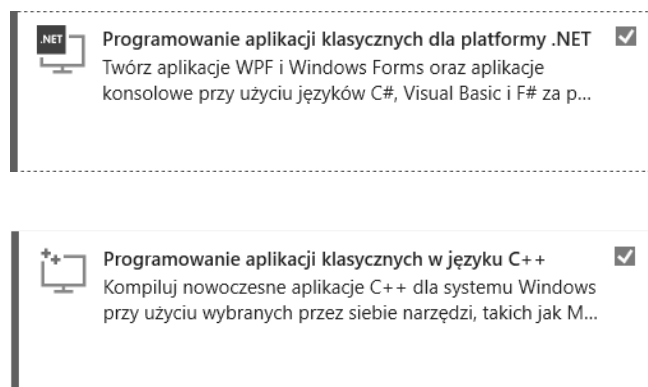 .NET
Programowanie aplikacji klasycznych dla platformy .NET
Twórz aplikacje WPF i Windows Forms oraz aplikacje
konsolowe przy użyciu języków C#, Visual Basic i F# za p...
Programowanie aplikacji klasycznych w języku C++
Kompiluj nowoczesne aplikacje C++ dla systemu Windows
przy użyciu wybranych przez siebie narzędzi, takich jak M...